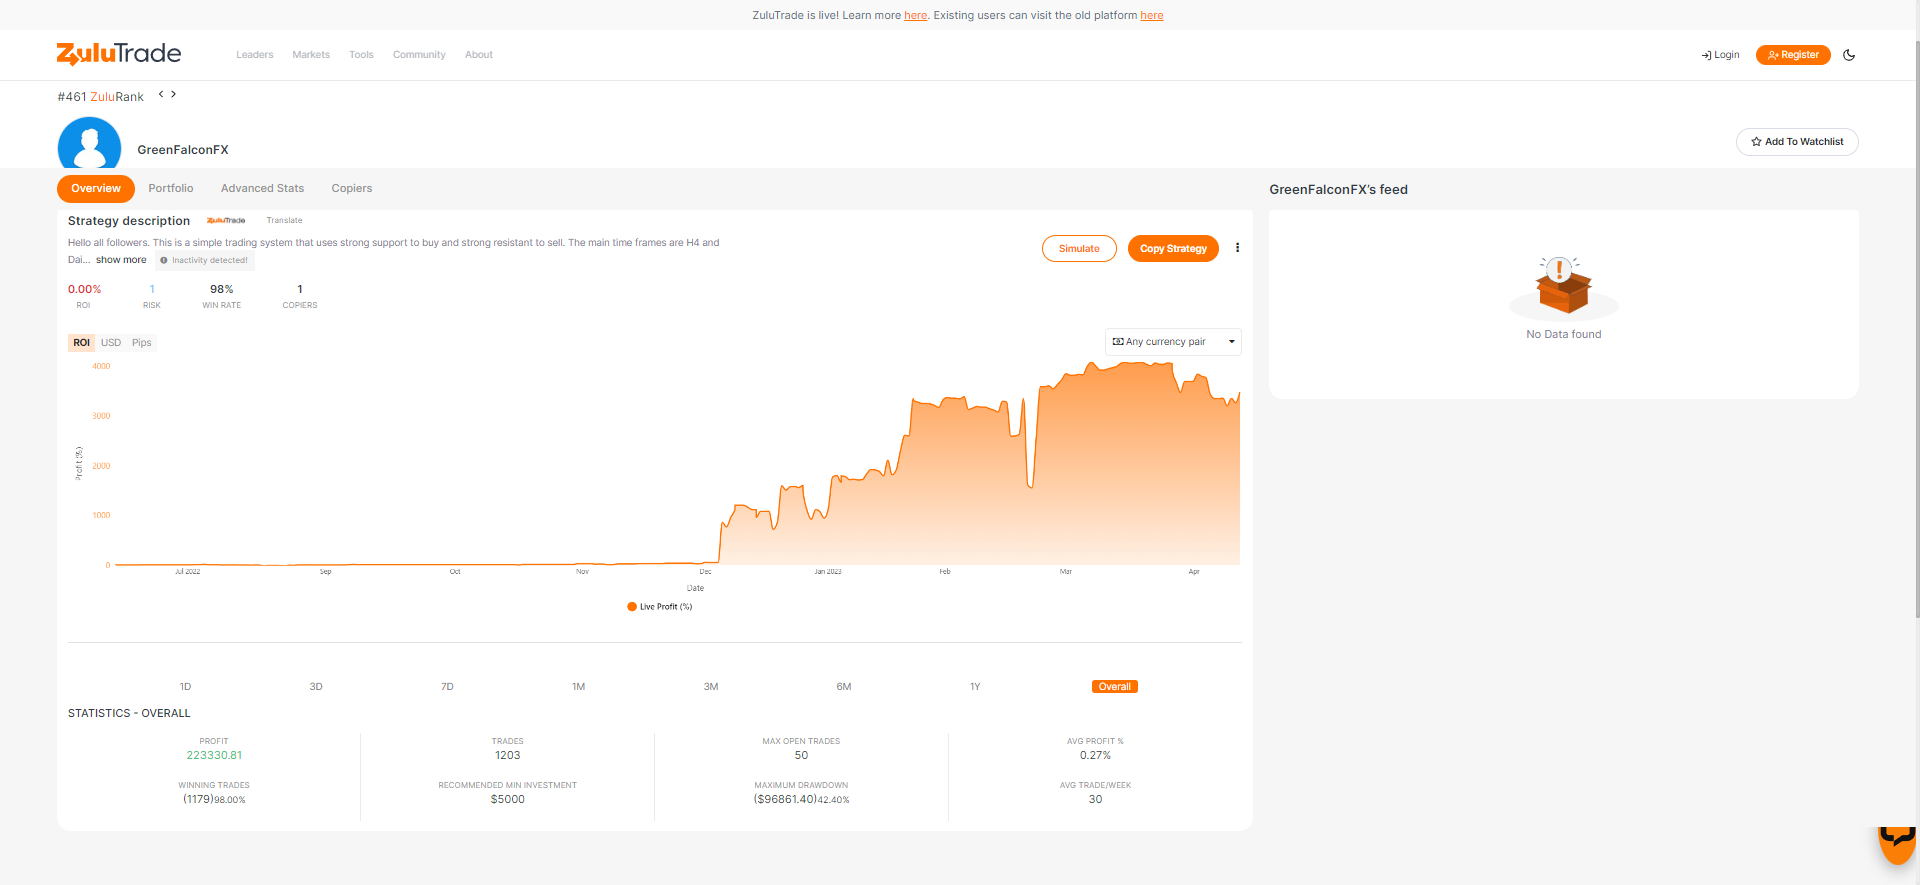 ZuluTrade is live! Learn more here. Existing users can visit the old platform here
ZuluTrade
Leaders
Markets
Tools
Community
About
Login
Register
#461 ZuluRank
GreenFalconFX
Add To Watchlist
Overview
Portfolio
Advanced Stats
Copiers
GreenFalconFX's feed
Strategy description
ZuluTrade
Translate
Hello all followers. This is a simple trading system that uses strong support to buy and strong resistant to sell. The main time frames are H4 and
Dai... show more
Inactivity detected!
Simulate
Copy Strategy
0.00%
1
98%
1
ROI
RISK
WIN RATE
COPIERS
No Data found
ROI
USD
Pips
Any currency pair
4000
3000
2000
1000
0
Profit (%)
Jul 2022
Sep
Oct
Nov
Dec
Jan 2023
Feb
Mar
Apr
Date
Live Profit (%)
1D
3D
7D
1M
3M
6M
1Y
Overall
STATISTICS - OVERALL
PROFIT
223330.81
TRADES
1203
MAX OPEN TRADES
50
AVG PROFIT %
0.27%
WINNING TRADES
(1179)98.00%
RECOMMENDED MIN INVESTMENT
$5000
MAXIMUM DRAWDOWN
($96861.40)42.40%
AVG TRADE/WEEK
30